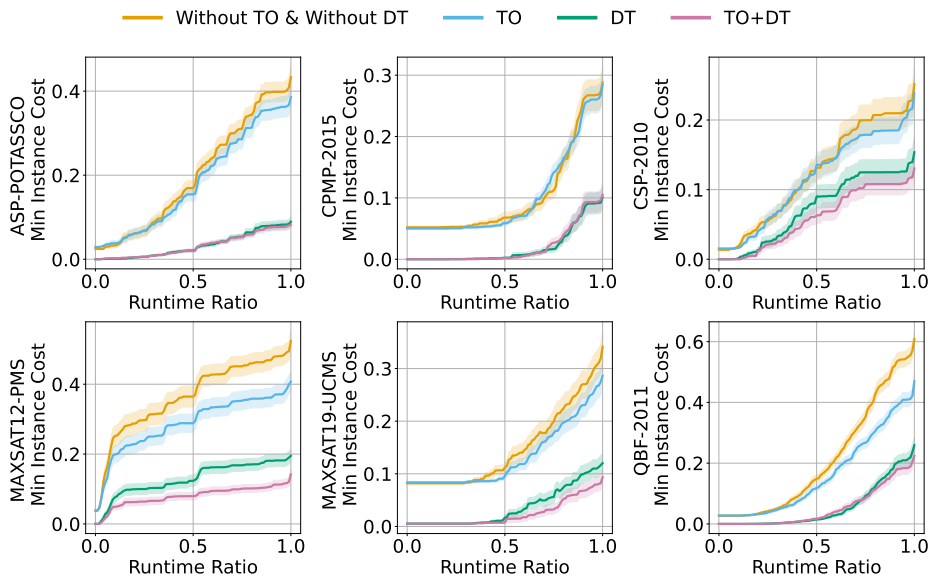 Without TO & Without DT TO DT TO+DT
ASP-POTASSCO
Min Instance Cost
0.4
0.2
0.0
0.0 0.5 1.0
Runtime Ratio
CPMP-2015
Min Instance Cost
0.3
0.2
0.1
0.0
0.0 0.5 1.0
Runtime Ratio
CSP-2010
Min Instance Cost
0.2
0.1
0.0
0.0 0.5 1.0
Runtime Ratio
MAXSAT12-PMS
Min Instance Cost
0.4
0.2
0.0
0.0 0.5 1.0
Runtime Ratio
MAXSAT19-UCMS
Min Instance Cost
0.3
0.2
0.1
0.0
0.0 0.5 1.0
Runtime Ratio
QBF-2011
Min Instance Cost
0.6
0.4
0.2
0.0
0.0 0.5 1.0
Runtime Ratio